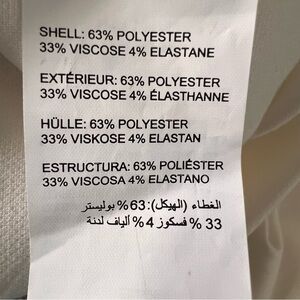 SHELL: 63% POLYESTER
33% VISCOSE 4% ELASTANE
EXTÉRIEUR: 63% POLYESTER
33% VISCOSE 4% ÉLASTHANNE
HÜLLE: 63% POLYESTER
33% VISKOSE 4% ELASTAN
ESTRUCTURA: 63% POLIÉSTER
33% VISCOSA 4% ELASTANO
الغطاء (الهيكل): 63% بوليستر
33 % فسكوز 4% ألياف لدنة